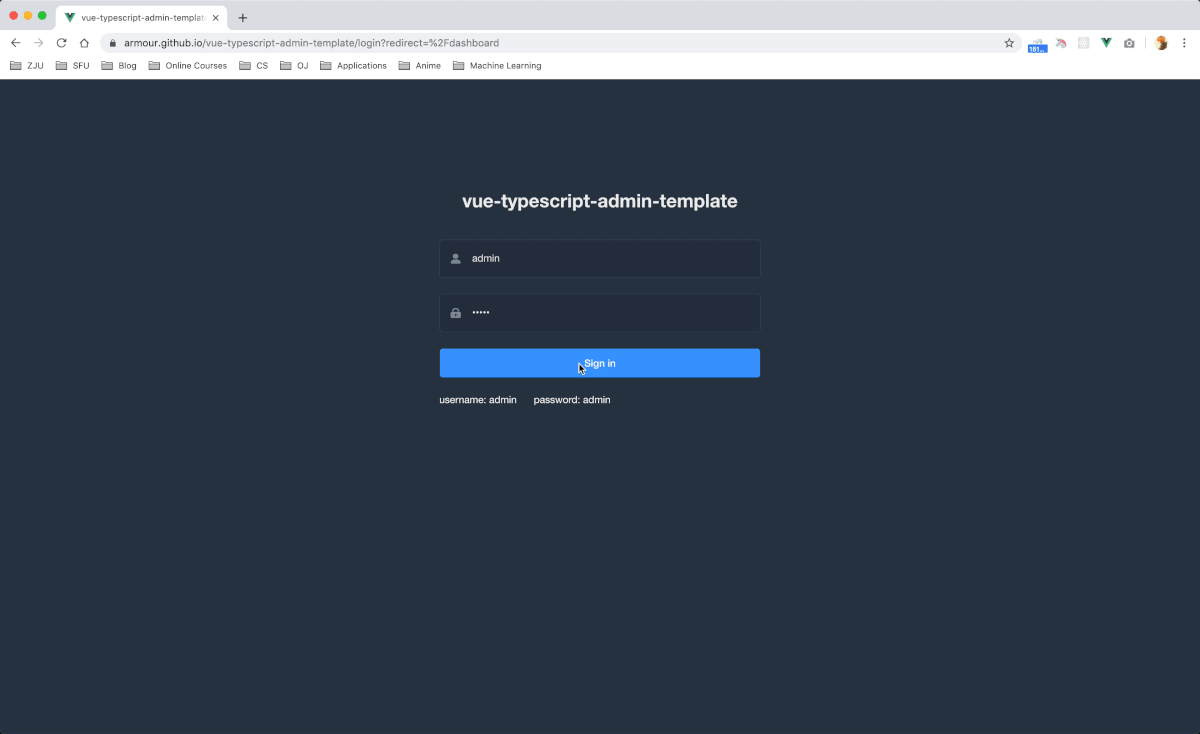 vue-typescript-admin-templat
armour.github.io/vue-typescript-admin-template/login?redirect=%2Fdashboard
ZJU SFU Blog Online Courses CS OJ Applications Anime Machine Learning
vue-typescript-admin-template
admin
•••••
Sign in
username: admin password: admin